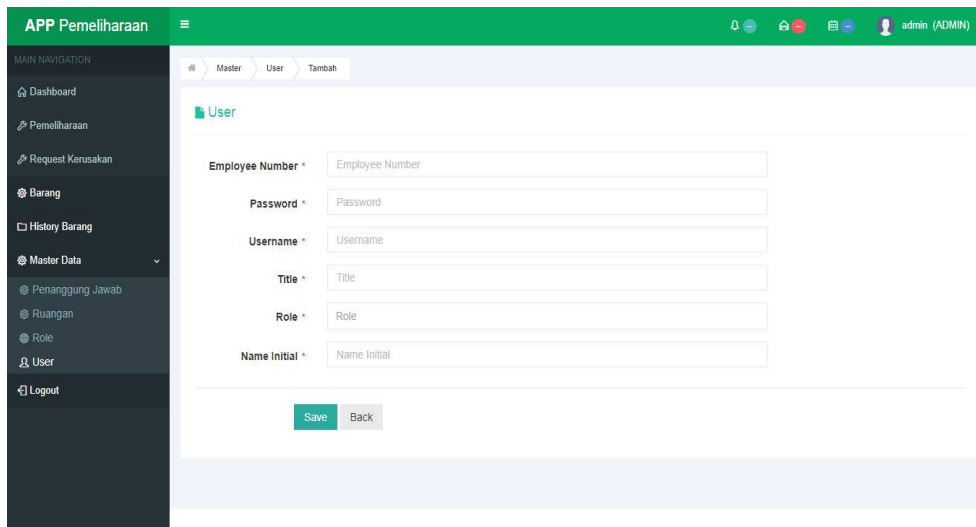 APP Pemeliharaan
admin (ADMIN)
MAIN NAVIGATION
Dashboard
Pemeliharaan
Request Kerusakan
Barang
History Barang
Master Data
Penanggung Jawab
Ruangan
Role
User
Logout
Master User Tambah
User
Employee Number * Employee Number
Password * Password
Username * Username
Title * Title
Role * Role
Name Initial * Name Initial
Save Back